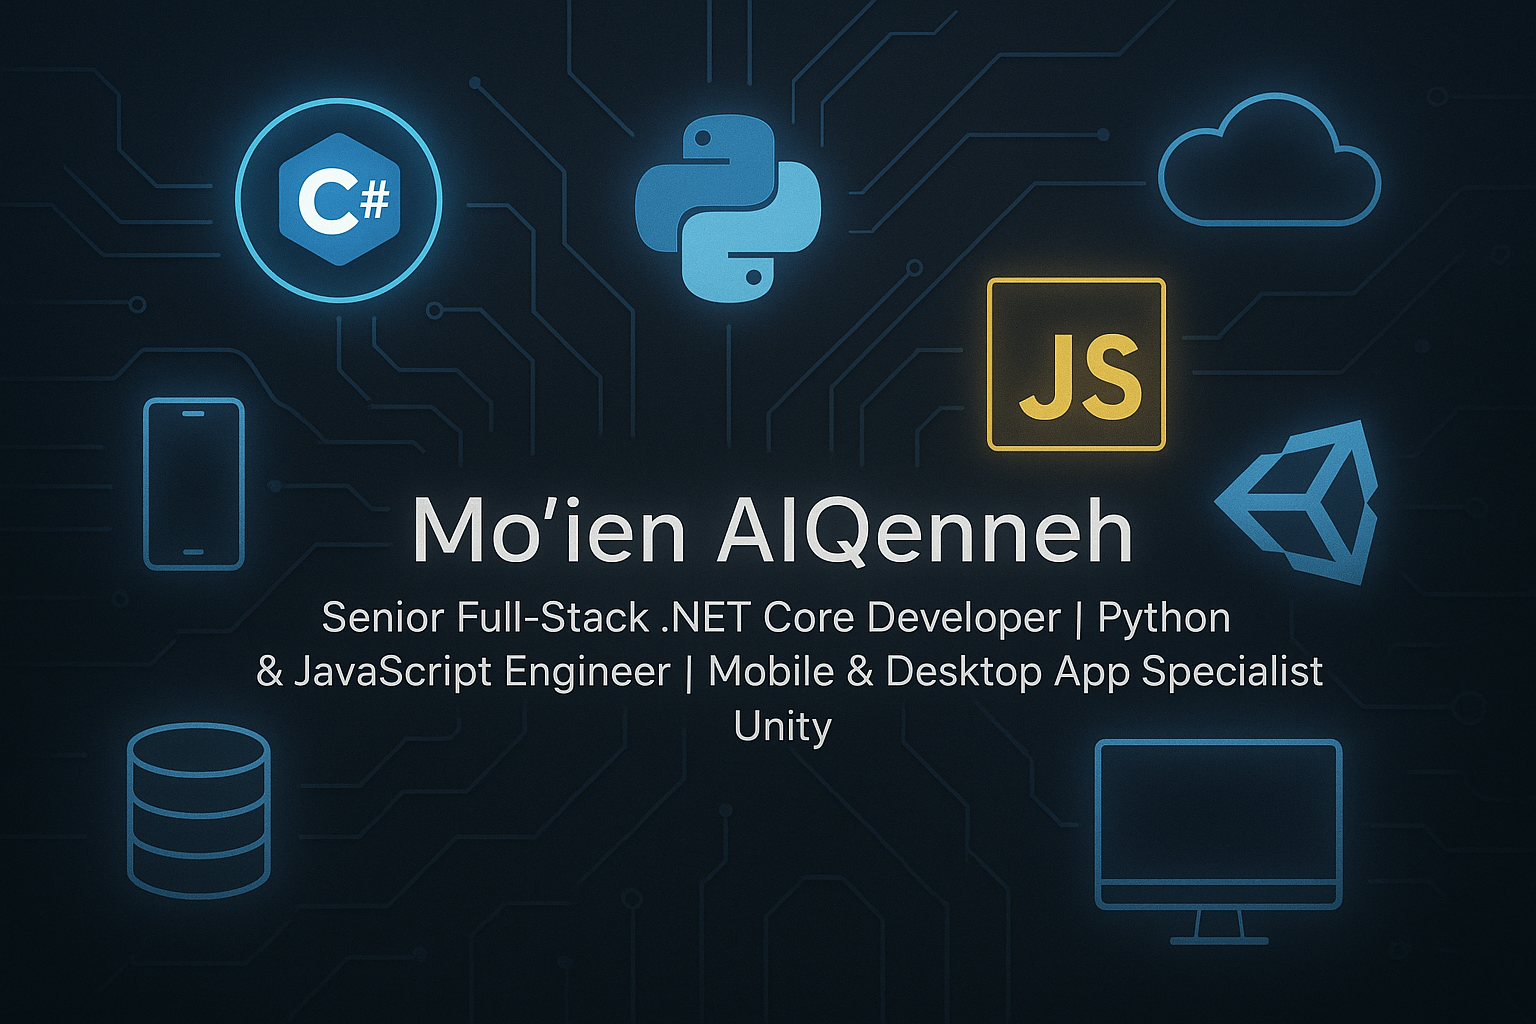 C#
JS
Mo'ien AlQenneh
Senior Full-Stack .NET Core Developer | Python
& JavaScript Engineer | Mobile & Desktop App Specialist
Unity